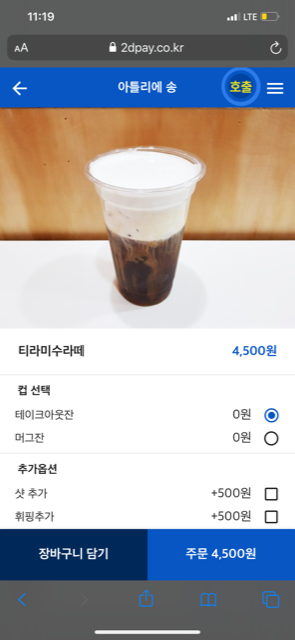 11:19
LTE
AA
2dpay.co.kr
아틀리에 송
호출
티라미수라떼 4,500원
컵 선택
테이크아웃잔 0원
머그잔 0원
추가옵션
샷 추가 +500원
휘핑추가 +500원
장바구니 담기 주문 4,500원